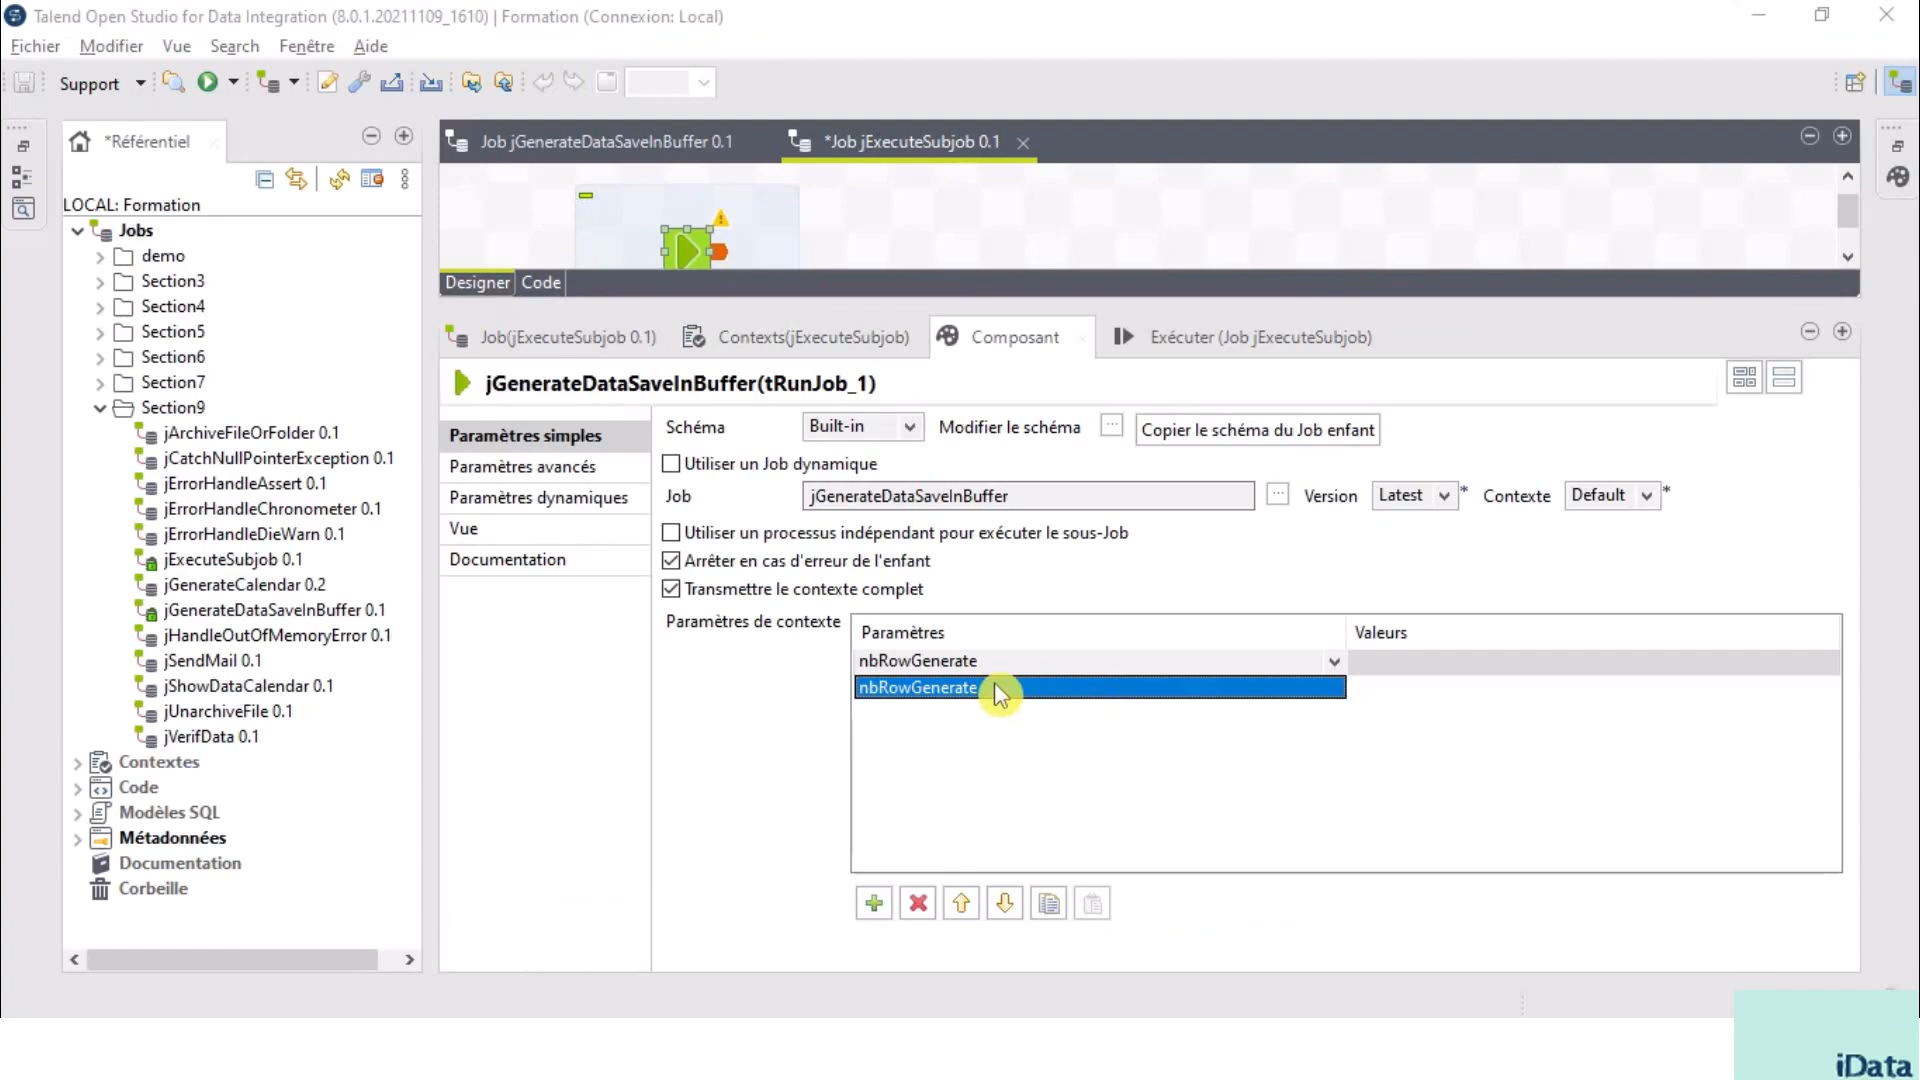 Talend Open Studio for Data Integration (8.0.1.20211109_1610) | Formation (Connexion: Local)
Fichier Modifier Vue Search Fenêtre Aide
Support
*Référentiel
LOCAL: Formation
Jobs
demo
Section3
Section4
Section5
Section6
Section7
Section9
jArchiveFileOrFolder 0.1
jCatchNullPointerException 0.1
jErrorHandleAssert 0.1
jErrorHandleChronometer 0.1
jErrorHandleDieWarn 0.1
jExecuteSubjob 0.1
jGenerateCalendar 0.2
jGenerateDataSaveInBuffer 0.1
jHandleOutOfMemoryError 0.1
jSendMail 0.1
jShowDataCalendar 0.1
jUnarchiveFile 0.1
jVerifData 0.1
Contextes
Code
Modèles SQL
Métadonnées
Documentation
Corbeille
Job jGenerateDataSaveInBuffer 0.1
*Job jExecuteSubjob 0.1
Designer Code
Job(jExecuteSubjob 0.1)
Contexts(jExecuteSubjob)
Composant
Exécuter (Job jExecuteSubjob)
jGenerateDataSaveInBuffer(tRunJob_1)
Paramètres simples
Paramètres avancés
Paramètres dynamiques
Vue
Documentation
Schéma Built-in Modifier le schéma ... Copier le schéma du Job enfant
Utiliser un Job dynamique
Job jGenerateDataSaveInBuffer ... Version Latest * Contexte Default *
Utiliser un processus indépendant pour exécuter le sous-Job
Arrêter en cas d'erreur de l'enfant
Transmettre le contexte complet
Paramètres de contexte
Paramètres Valeurs
nbRowGenerate
nbRowGenerate
iData